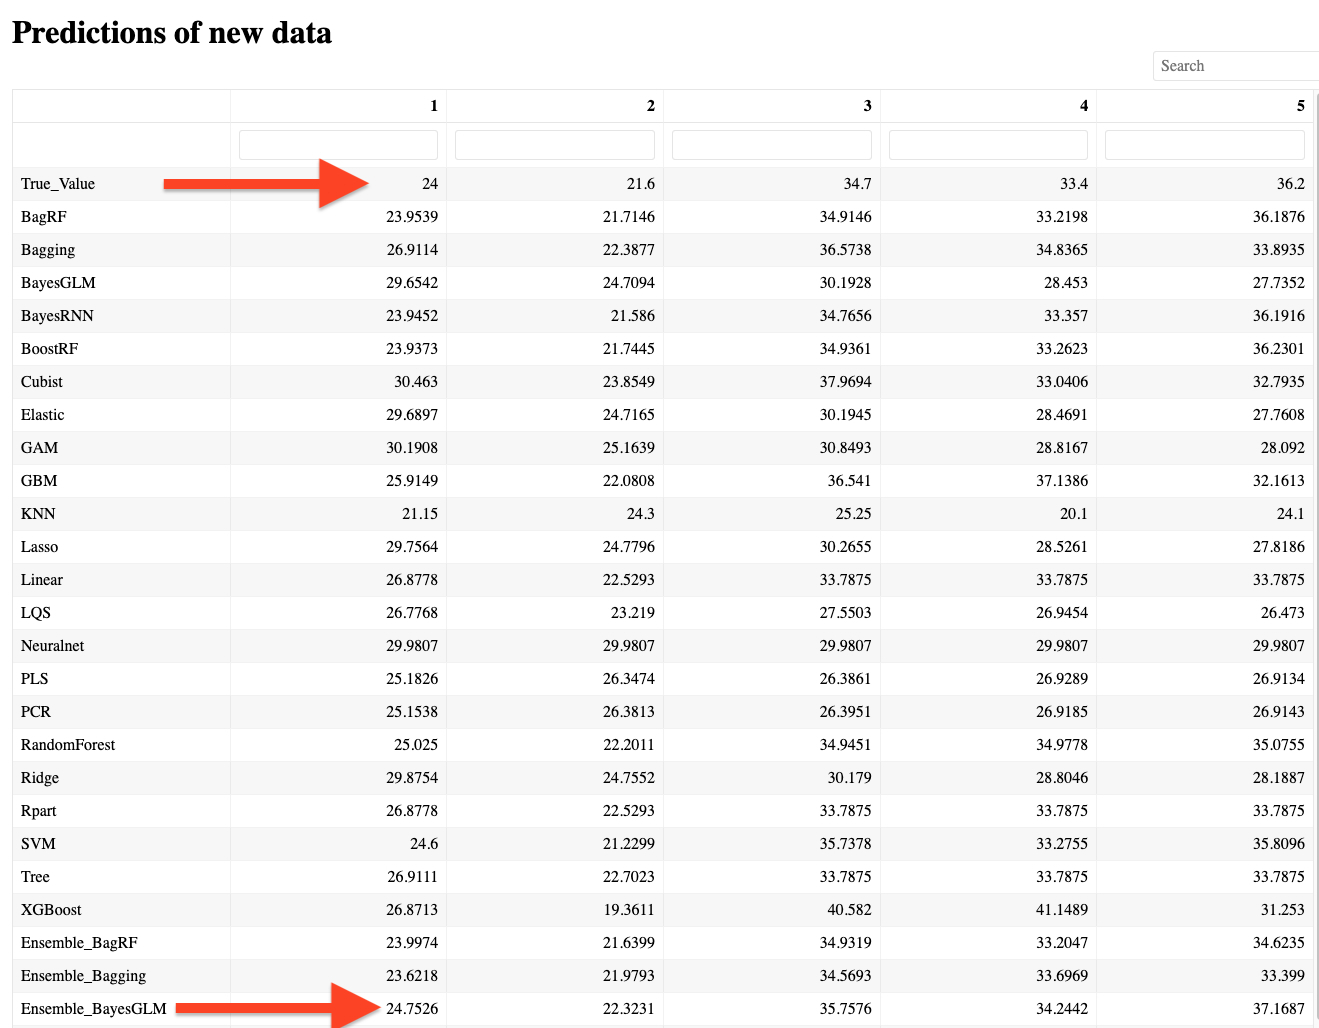 Predictions of new data
Search
1 2 3 4 5
True_Value 24 21.6 34.7 33.4 36.2
BagRF 23.9539 21.7146 34.9146 33.2198 36.1876
Bagging 26.9114 22.3877 36.5738 34.8365 33.8935
BayesGLM 29.6542 24.7094 30.1928 28.453 27.7352
BayesRNN 23.9452 21.586 34.7656 33.357 36.1916
BoostRF 23.9373 21.7445 34.9361 33.2623 36.2301
Cubist 30.463 23.8549 37.9694 33.0406 32.7935
Elastic 29.6897 24.7165 30.1945 28.4691 27.7608
GAM 30.1908 25.1639 30.8493 28.8167 28.092
GBM 25.9149 22.0808 36.541 37.1386 32.1613
KNN 21.15 24.3 25.25 20.1 24.1
Lasso 29.7564 24.7796 30.2655 28.5261 27.8186
Linear 26.8778 22.5293 33.7875 33.7875 33.7875
LQS 26.7768 23.219 27.5503 26.9454 26.473
Neuralnet 29.9807 29.9807 29.9807 29.9807 29.9807
PLS 25.1826 26.3474 26.3861 26.9289 26.9134
PCR 25.1538 26.3813 26.3951 26.9185 26.9143
RandomForest 25.025 22.2011 34.9451 34.9778 35.0755
Ridge 29.8754 24.7552 30.179 28.8046 28.1887
Rpart 26.8778 22.5293 33.7875 33.7875 33.7875
SVM 24.6 21.2299 35.7378 33.2755 35.8096
Tree 26.9111 22.7023 33.7875 33.7875 33.7875
XGBoost 26.8713 19.3611 40.582 41.1489 31.253
Ensemble_BagRF 23.9974 21.6399 34.9319 33.2047 34.6235
Ensemble_Bagging 23.6218 21.9793 34.5693 33.6969 33.399
Ensemble_BayesGLM 24.7526 22.3231 35.7576 34.2442 37.1687